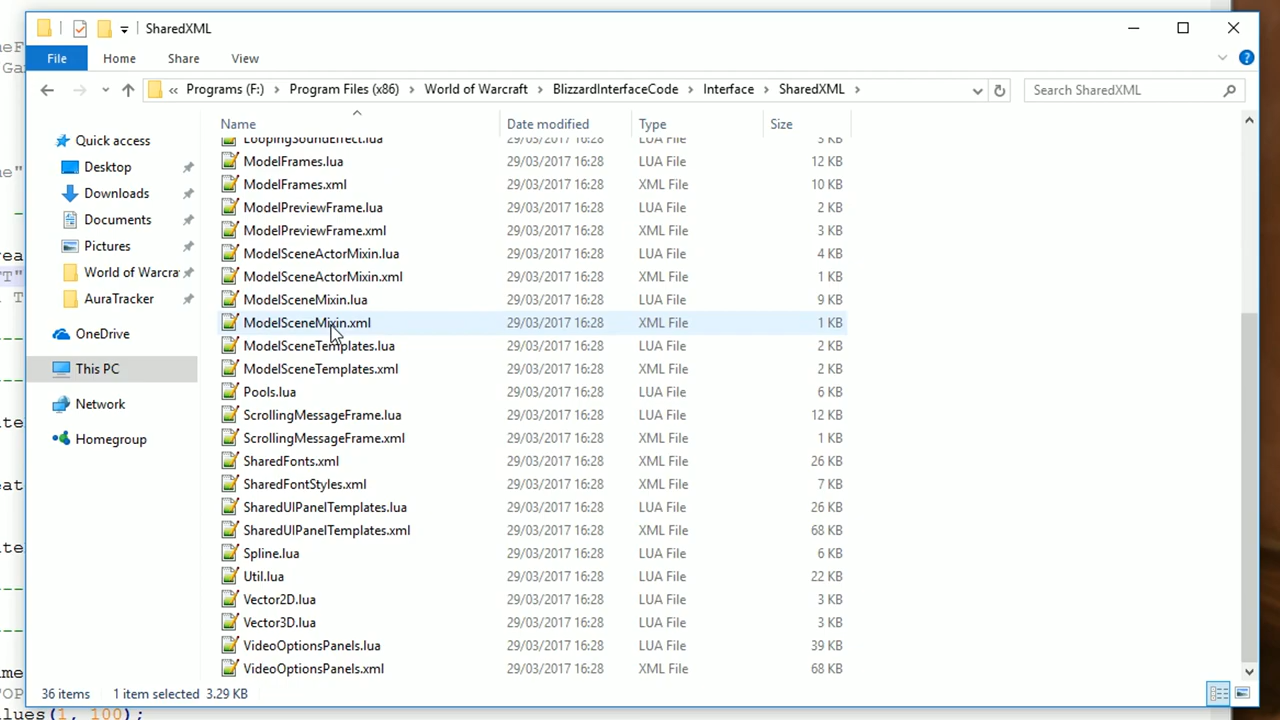 SharedXML
File Home Share View
« Programs (F:) › Program Files (x86) › World of Warcraft › BlizzardInterfaceCode › Interface › SharedXML ›
Search SharedXML
Name Date modified Type Size
Quick access
Desktop
Downloads
Documents
Pictures
World of Warcra
AuraTracker
OneDrive
This PC
Network
Homegroup
LoopingSoundEffect.lua 29/03/2017 16:28 LUA File 3 KB
ModelFrames.lua 29/03/2017 16:28 LUA File 12 KB
ModelFrames.xml 29/03/2017 16:28 XML File 10 KB
ModelPreviewFrame.lua 29/03/2017 16:28 LUA File 2 KB
ModelPreviewFrame.xml 29/03/2017 16:28 XML File 3 KB
ModelSceneActorMixin.lua 29/03/2017 16:28 LUA File 4 KB
ModelSceneActorMixin.xml 29/03/2017 16:28 XML File 1 KB
ModelSceneMixin.lua 29/03/2017 16:28 LUA File 9 KB
ModelSceneMixin.xml 29/03/2017 16:28 XML File 1 KB
ModelSceneTemplates.lua 29/03/2017 16:28 LUA File 2 KB
ModelSceneTemplates.xml 29/03/2017 16:28 XML File 2 KB
Pools.lua 29/03/2017 16:28 LUA File 6 KB
ScrollingMessageFrame.lua 29/03/2017 16:28 LUA File 12 KB
ScrollingMessageFrame.xml 29/03/2017 16:28 XML File 1 KB
SharedFonts.xml 29/03/2017 16:28 XML File 26 KB
SharedFontStyles.xml 29/03/2017 16:28 XML File 7 KB
SharedUIPanelTemplates.lua 29/03/2017 16:28 LUA File 26 KB
SharedUIPanelTemplates.xml 29/03/2017 16:28 XML File 68 KB
Spline.lua 29/03/2017 16:28 LUA File 6 KB
Util.lua 29/03/2017 16:28 LUA File 22 KB
Vector2D.lua 29/03/2017 16:28 LUA File 3 KB
Vector3D.lua 29/03/2017 16:28 LUA File 3 KB
VideoOptionsPanels.lua 29/03/2017 16:28 LUA File 39 KB
VideoOptionsPanels.xml 29/03/2017 16:28 XML File 68 KB
36 items 1 item selected 3.29 KB
alues(1, 100);